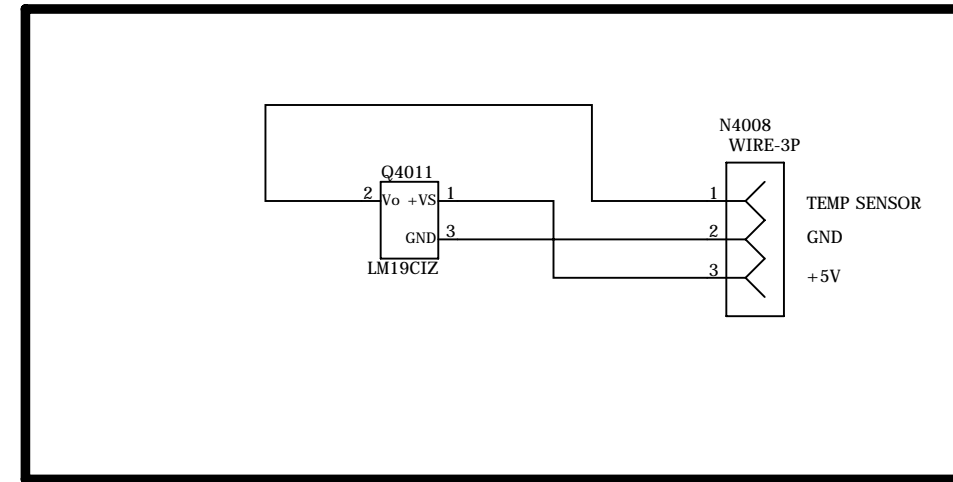 N4008
WIRE-3P
Q4011
2 Vo +VS 1
GND 3
LM19CIZ
1 TEMP SENSOR
2 GND
3 +5V